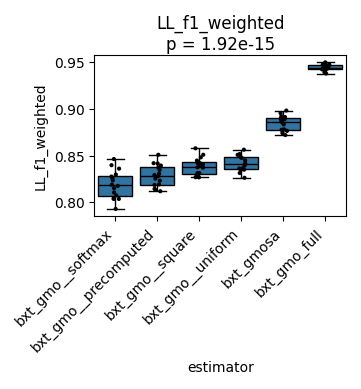 LL_f1_weighted
p = 1.92e-15
LL_f1_weighted
0.95
0.90
0.85
0.80
bxt_gmo__softmax
bxt_gmo__precomputed
bxt_gmo__square
bxt_gmo__uniform
bxt_gmosa
bxt_gmo_full
estimator